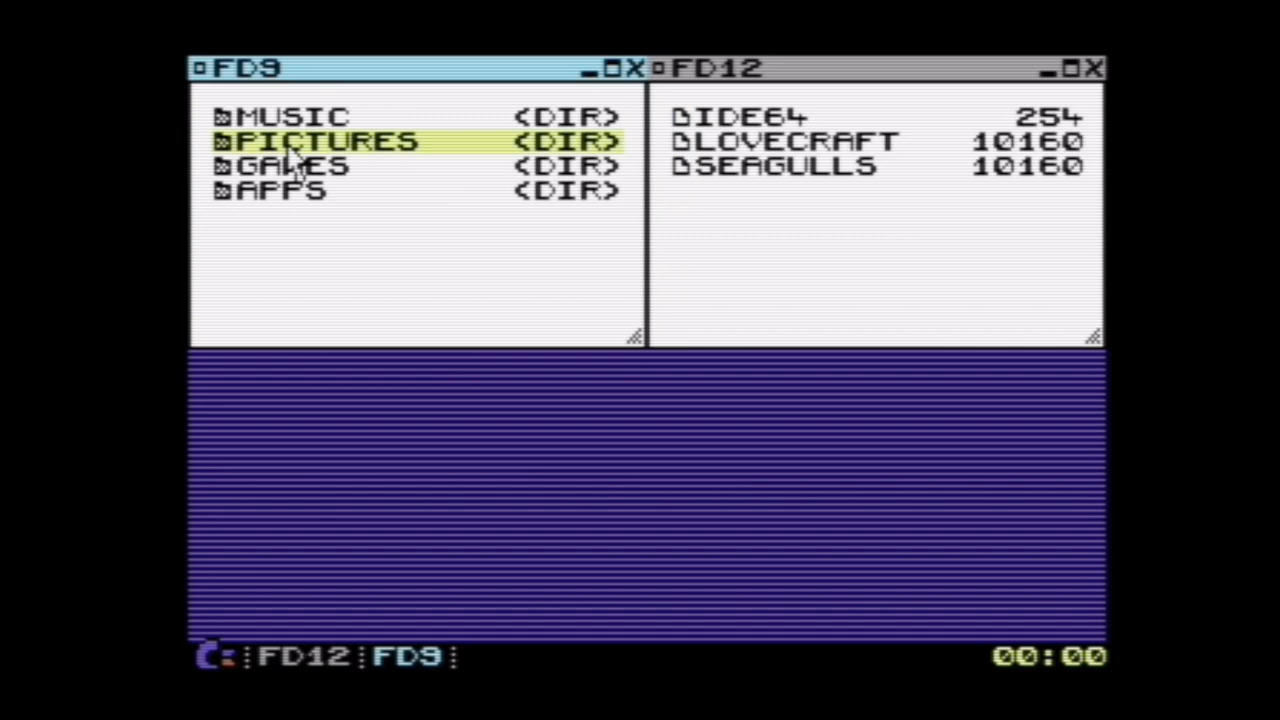 FD9
MUSIC <DIR>
PICTURES <DIR>
GAMES <DIR>
APPS <DIR>
FD12
IDE64 254
LOVECRAFT 10160
SEAGULLS 10160
FD12 FD9 00:00